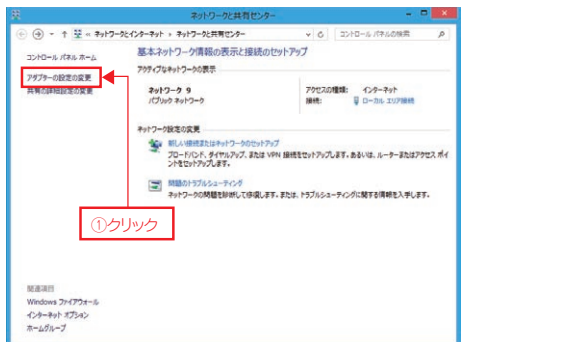 ネットワークと共有センター
« ネットワークとインターネット › ネットワークと共有センター
コントロール パネルの検索
コントロール パネル ホーム
アダプターの設定の変更
共有の詳細設定の変更
基本ネットワーク情報の表示と接続のセットアップ
アクティブなネットワークの表示
ネットワーク 9
パブリック ネットワーク
アクセスの種類: インターネット
接続: ローカル エリア接続
ネットワーク設定の変更
新しい接続またはネットワークのセットアップ
ブロードバンド、ダイヤルアップ、または VPN 接続をセットアップします。あるいは、ルーターまたはアクセス ポイ
ントをセットアップします。
問題のトラブルシューティング
ネットワークの問題を診断して修復します。または、トラブルシューティングに関する情報を入手します。
①クリック
関連項目
Windows ファイアウォール
インターネット オプション
ホームグループ